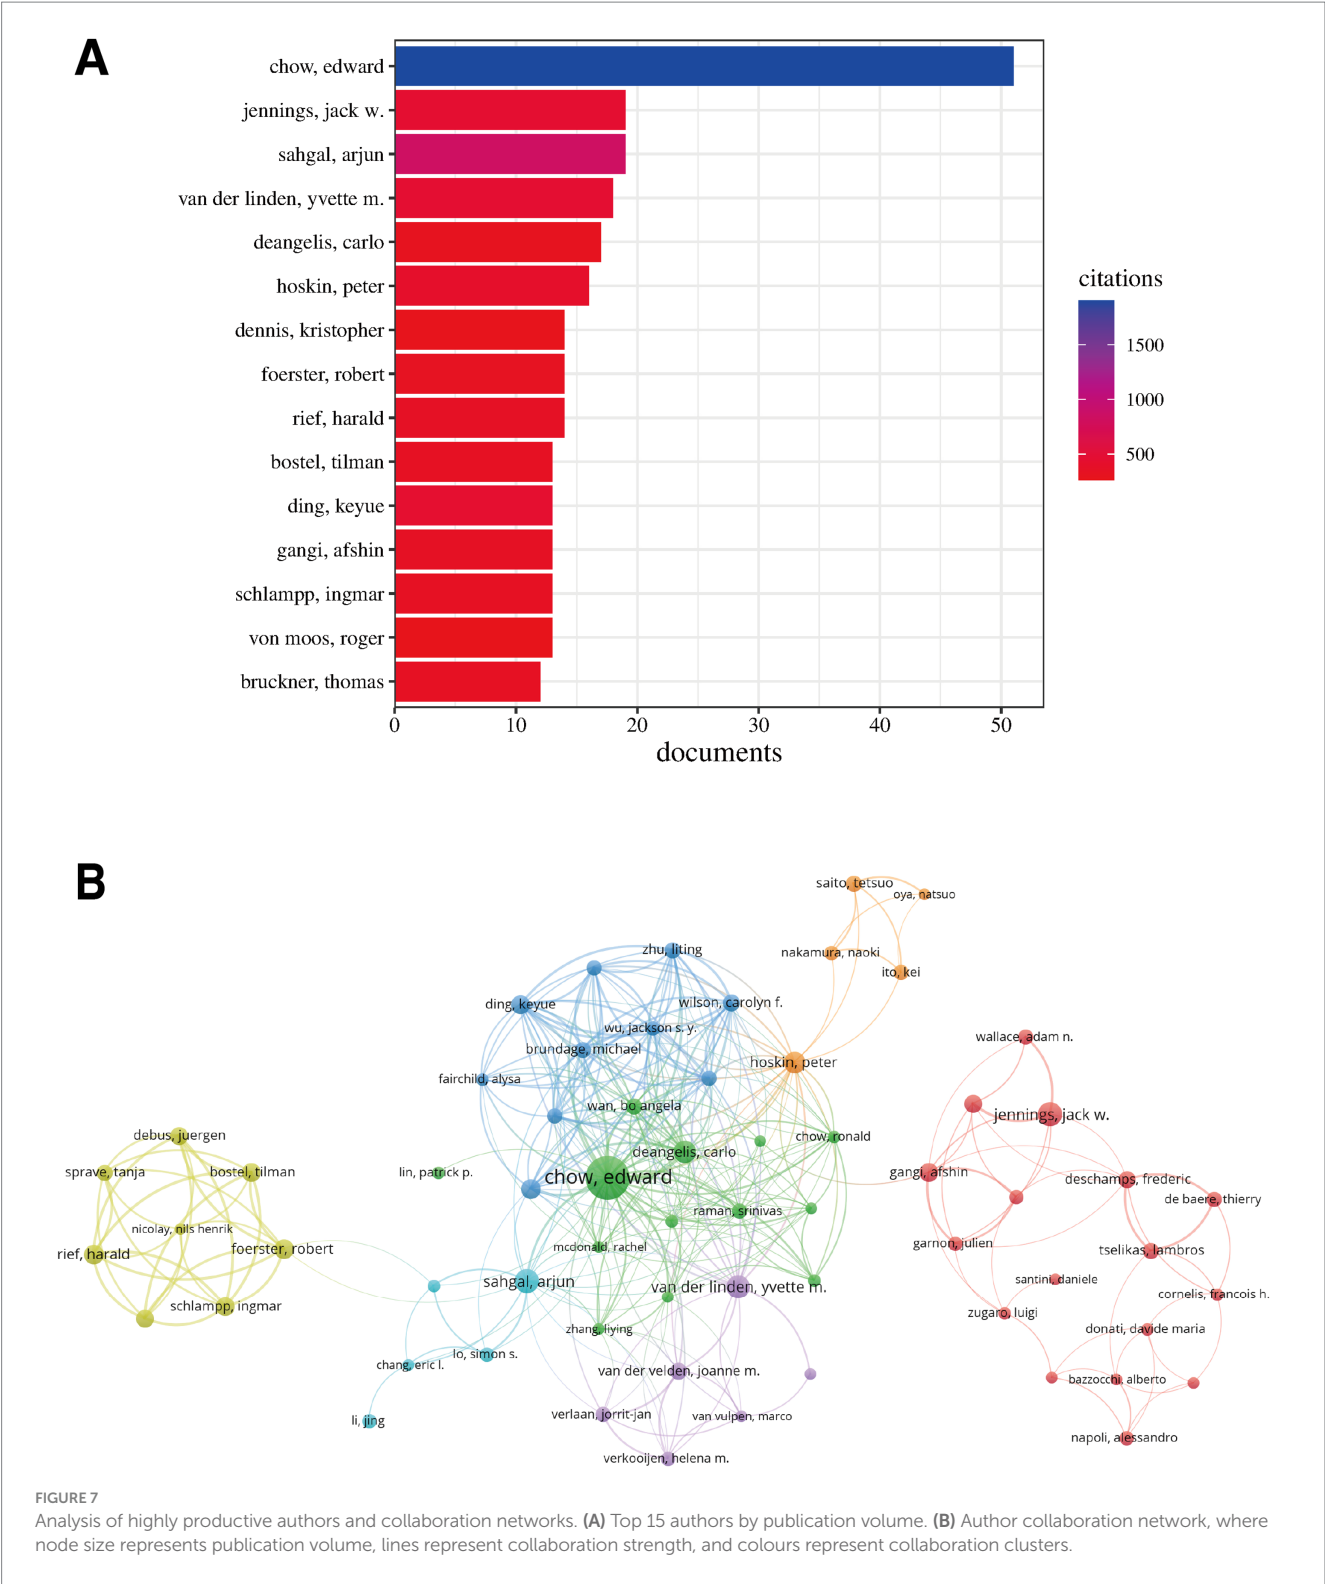 A
chow, edward
jennings, jack w.
sahgal, arjun
van der linden, yvette m.
deangelis, carlo
hoskin, peter
dennis, kristopher
foerster, robert
rief, harald
bostel, tilman
ding, keyue
gangi, afshin
schlampp, ingmar
von moos, roger
bruckner, thomas
0 10 20 30 40 50
documents
citations
1500
1000
500
B
saito, tetsuo
oya, natsuo
zhu, liting
nakamura, naoki
ito, kei
ding, keyue
wilson, carolyn f.
wu, jackson s. y.
wallace, adam n.
brundage, michael
hoskin, peter
fairchild, alysa
wan, bo angela
jennings, jack w.
debus, juergen
chow, ronald
deangelis, carlo
sprave, tanja
bostel, tilman
lin, patrick p.
chow, edward
gangi, afshin
deschamps, frederic
de baere, thierry
raman, srinivas
nicolay, nils henrik
garnon, julien
rief, harald
foerster, robert
mcdonald, rachel
tselikas, lambros
sahgal, arjun
van der linden, yvette m.
santini, daniele
cornelis, francois h.
schlampp, ingmar
zugaro, luigi
zhang, liying
donati, davide maria
lo, simon s.
chang, eric l.
van der velden, joanne m.
bazzocchi, alberto
li, jing
verlaan, jorrit-jan
van vulpen, marco
napoli, alessandro
verkooijen, helena m.
FIGURE 7
Analysis of highly productive authors and collaboration networks. (A) Top 15 authors by publication volume. (B) Author collaboration network, where
node size represents publication volume, lines represent collaboration strength, and colours represent collaboration clusters.